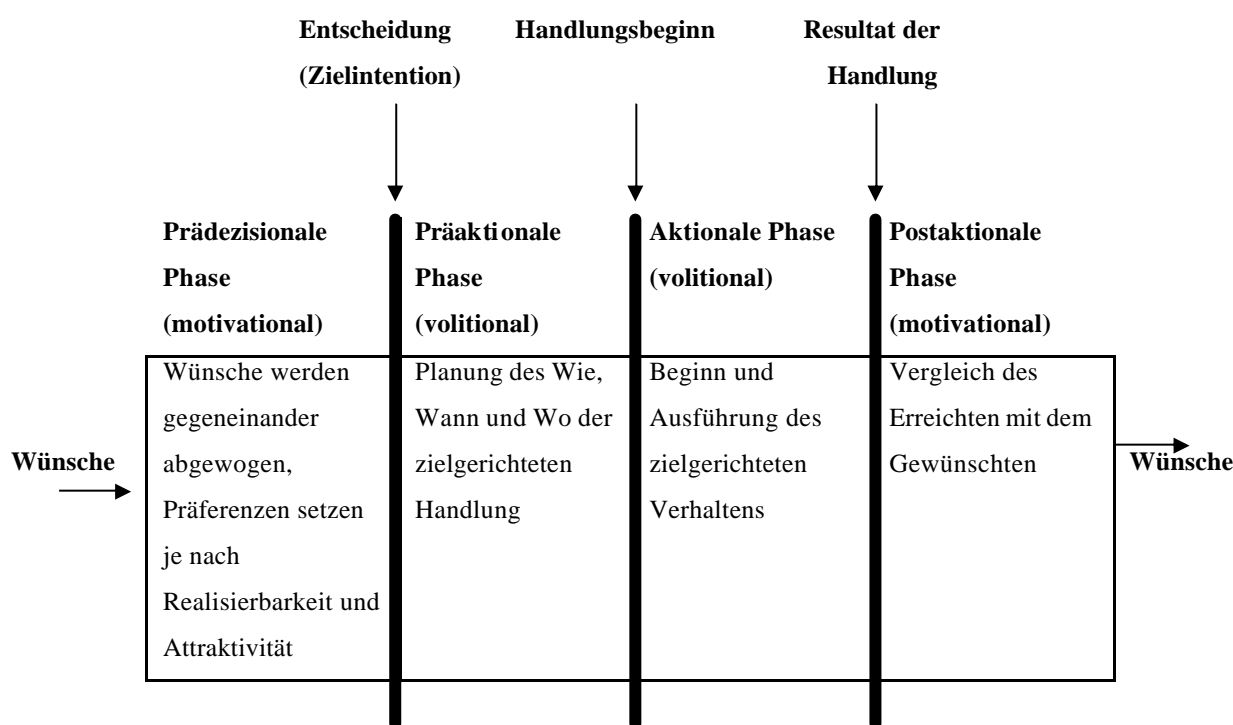 Entscheidung
(Zielintention)
Handlungsbeginn
Resultat der
Handlung
Prädezisionale
Phase
(motivational)
Präaktionale
Phase
(volitional)
Aktionale Phase
(volitional)
Postaktionale
Phase
(motivational)
Wünsche
Wünsche werden
gegeneinander
abgewogen,
Präferenzen setzen
je nach
Realisierbarkeit und
Attraktivität
Planung des Wie,
Wann und Wo der
zielgerichteten
Handlung
Beginn und
Ausführung des
zielgerichteten
Verhaltens
Vergleich des
Erreichten mit dem
Gewünschten
Wünsche